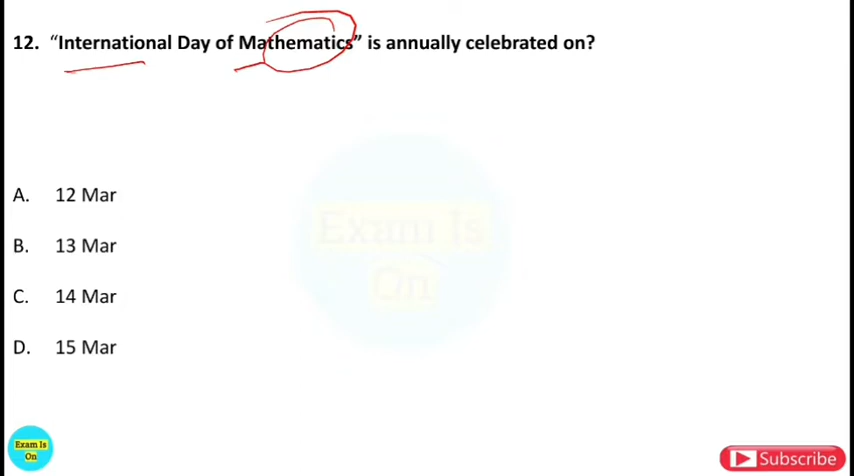 12. “International Day of Mathematics” is annually celebrated on?
A. 12 Mar
B. 13 Mar
C. 14 Mar
D. 15 Mar
Exam Is
On
Exam Is
On
Subscribe